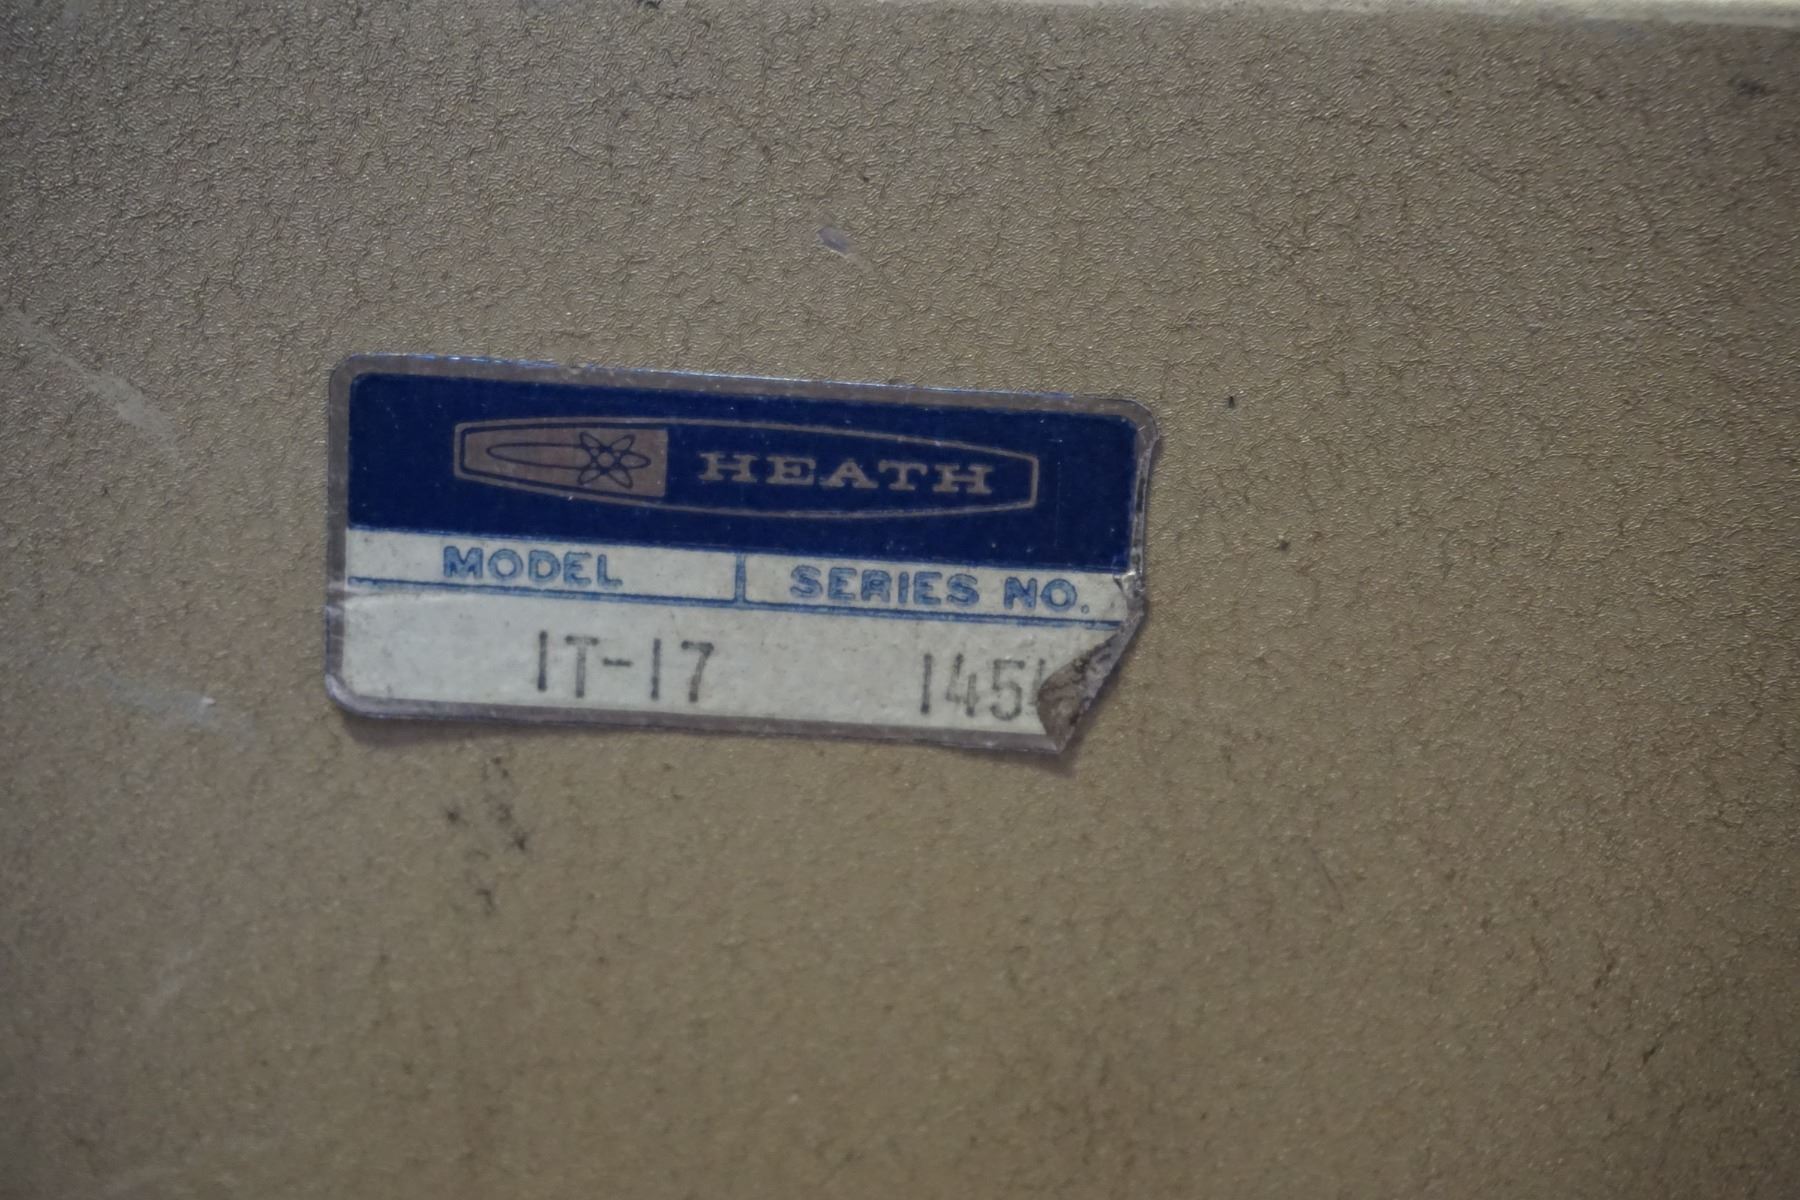 HEATH
MODEL SERIES NO.
IT-17 145